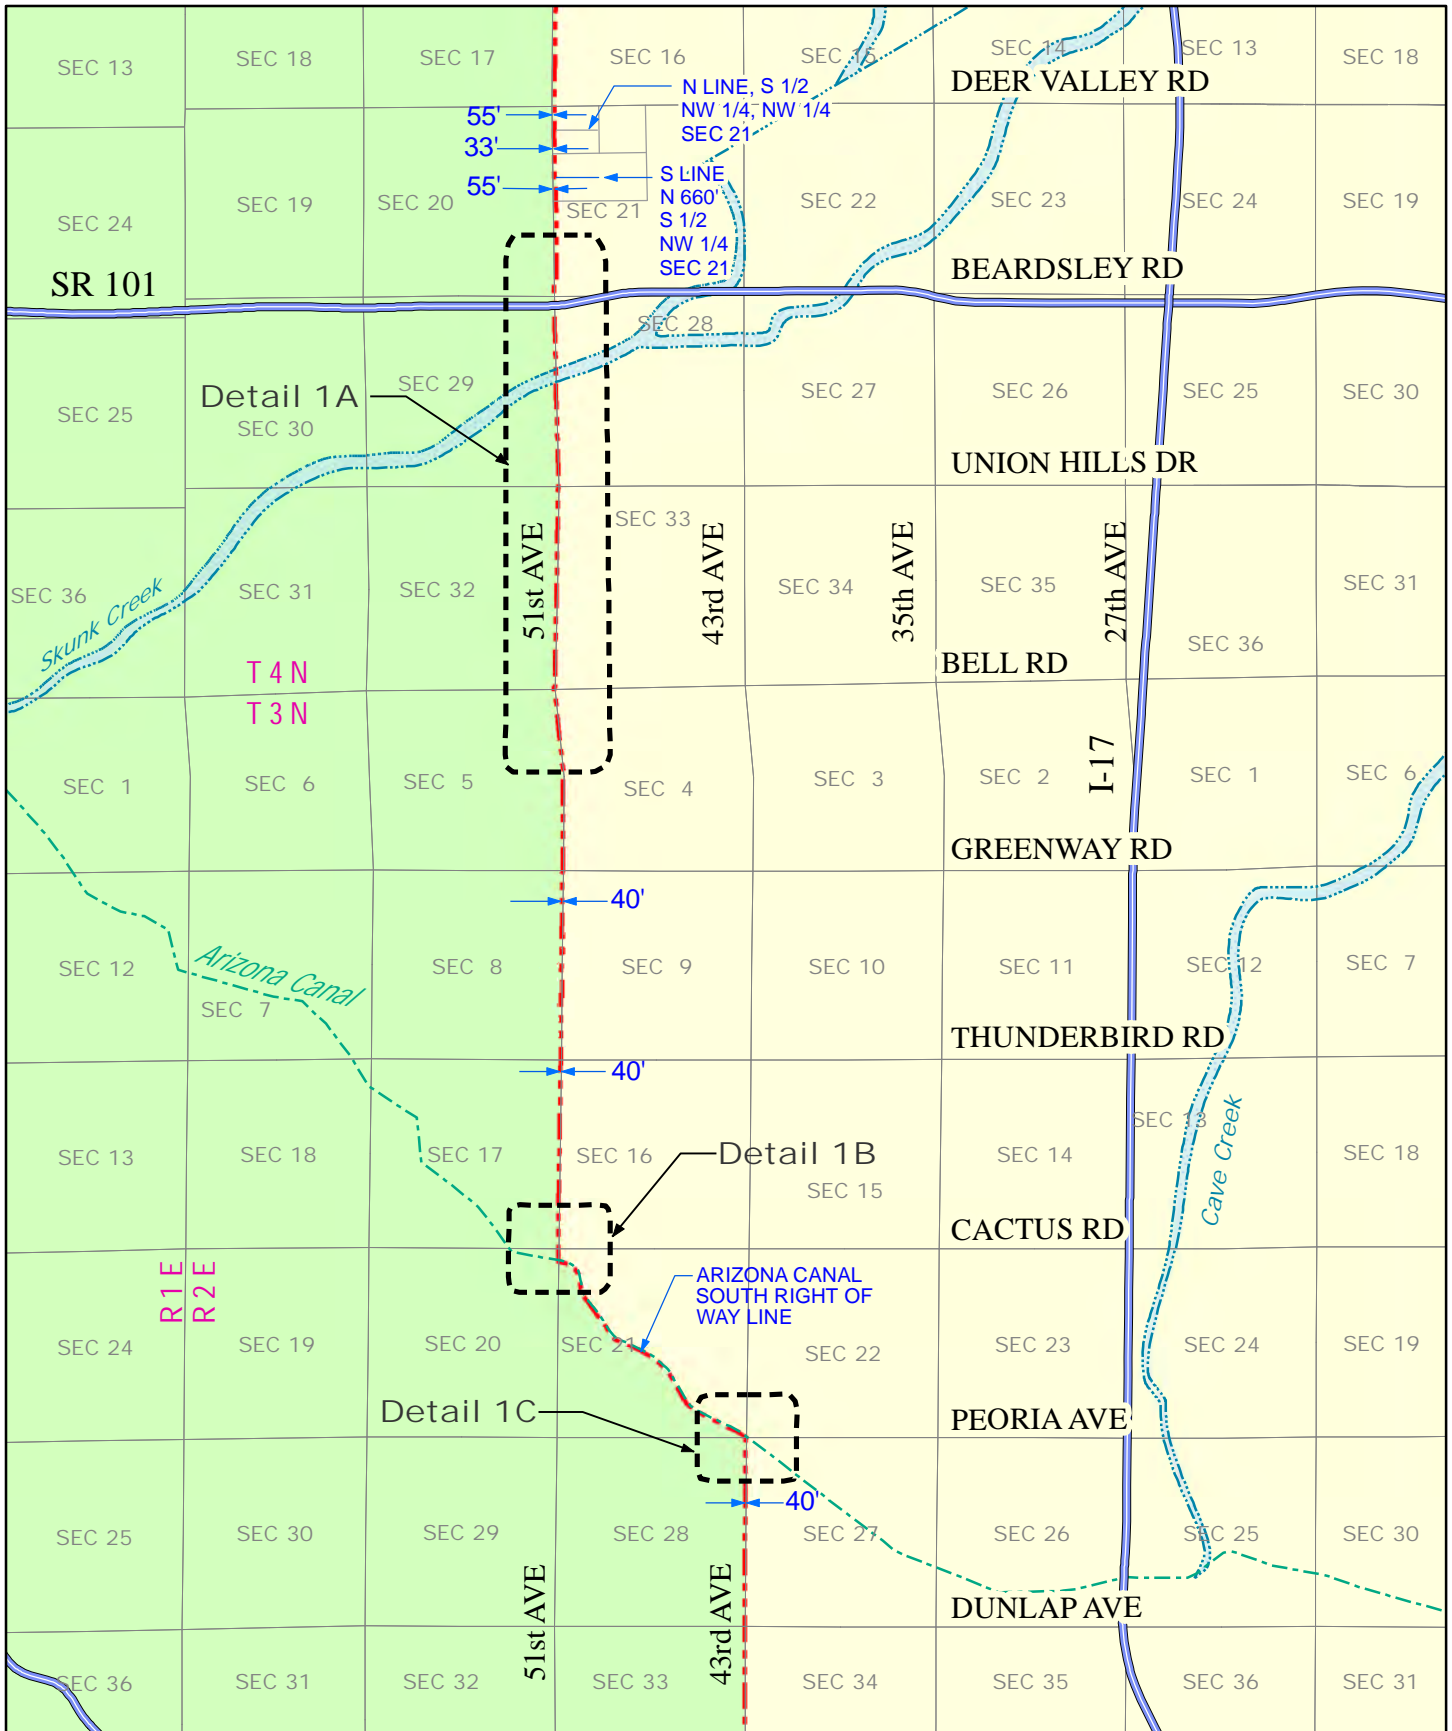 SEC 13
SEC 18
SEC 17
SEC 16
SEC 15
SEC 14
SEC 13
SEC 18
DEER VALLEY RD
N LINE, S 1/2
NW 1/4, NW 1/4
SEC 21
55'
33'
55'
S LINE
N 660'
S 1/2
NW 1/4
SEC 21
SEC 24
SEC 19
SEC 20
SEC 21
SEC 22
SEC 23
SEC 24
SEC 19
SR 101
BEARDSLEY RD
SEC 28
SEC 25
SEC 30
SEC 29
SEC 27
SEC 26
SEC 25
SEC 30
Detail 1A
UNION HILLS DR
SEC 33
51st AVE
43rd AVE
35th AVE
27th AVE
SEC 36
SEC 31
SEC 32
SEC 34
SEC 35
SEC 36
SEC 31
Skunk Creek
T 4 N
T 3 N
BELL RD
I-17
SEC 1
SEC 6
SEC 5
SEC 4
SEC 3
SEC 2
SEC 1
SEC 6
GREENWAY RD
40'
SEC 12
Arizona Canal
SEC 7
SEC 8
SEC 9
SEC 10
SEC 11
SEC 12
SEC 7
THUNDERBIRD RD
40'
SEC 13
SEC 18
SEC 17
SEC 16
Detail 1B
SEC 15
SEC 14
SEC 13
SEC 18
Cave Creek
CACTUS RD
R 1 E
R 2 E
ARIZONA CANAL
SOUTH RIGHT OF
WAY LINE
SEC 24
SEC 19
SEC 20
SEC 21
SEC 22
SEC 23
SEC 24
SEC 19
Detail 1C
PEORIA AVE
40'
SEC 25
SEC 30
SEC 29
SEC 28
SEC 27
SEC 26
SEC 25
SEC 30
51st AVE
43rd AVE
DUNLAP AVE
SEC 36
SEC 31
SEC 32
SEC 33
SEC 34
SEC 35
SEC 36
SEC 31